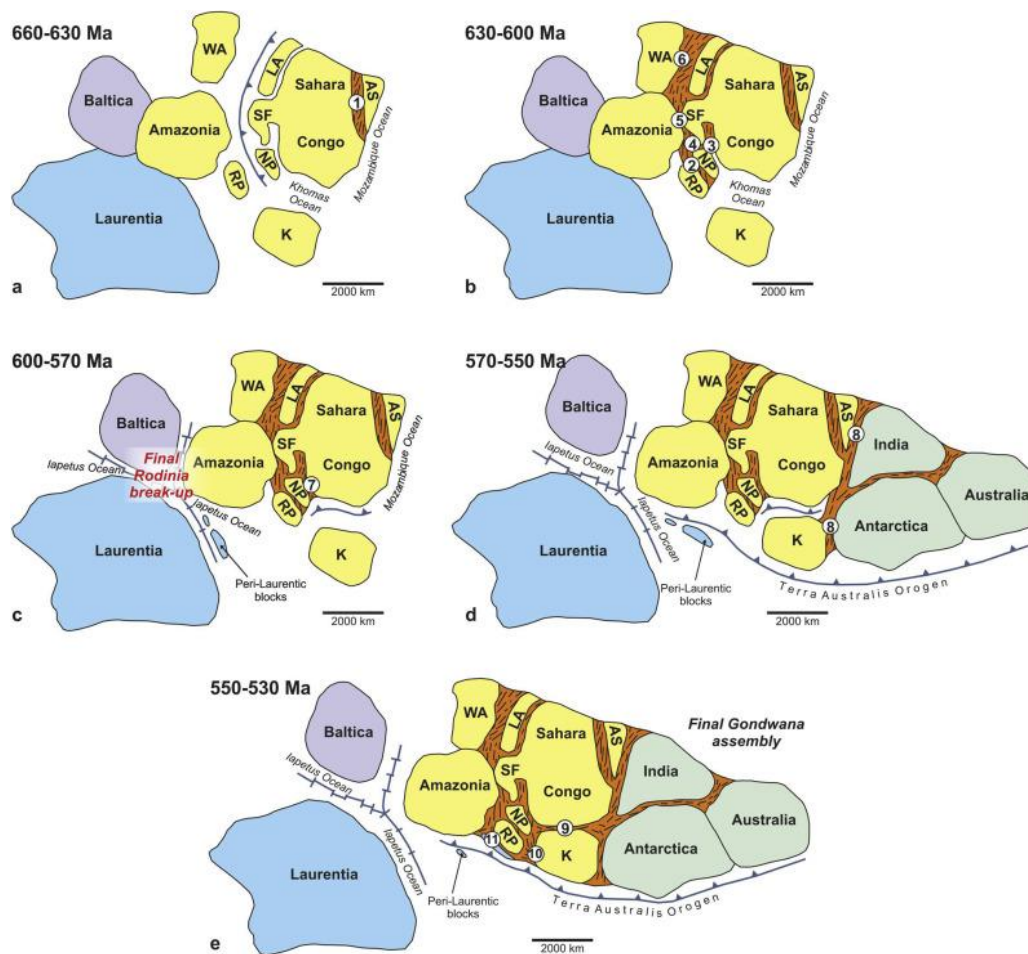 660-630 Ma
WA
LA
Sahara
AS
1
Baltica
Amazonia
SF
Congo
NP
RP
Mozambique Ocean
Khomas
Ocean
Laurentia
K
2000 km
a
630-600 Ma
WA
6
LA
Sahara
AS
Baltica
Amazonia
5
SF
4
3
Congo
2
NP
RP
Mozambique Ocean
Khomas
Ocean
Laurentia
K
2000 km
b
600-570 Ma
WA
LA
Sahara
AS
Baltica
SF
Iapetus Ocean
Final
Rodinia
break-up
Amazonia
Congo
NP
7
RP
Mozambique Ocean
Iapetus Ocean
Laurentia
K
Peri-Laurentic
blocks
2000 km
c
570-550 Ma
WA
LA
Sahara
AS
8
India
Baltica
SF
Iapetus Ocean
Amazonia
Congo
Australia
NP
RP
Iapetus Ocean
Antarctica
8
K
Laurentia
Peri-Laurentic
blocks
Terra Australis Orogen
2000 km
d
550-530 Ma
WA
LA
Sahara
AS
Final Gondwana
assembly
Baltica
Iapetus Ocean
Amazonia
SF
India
Congo
NP
Australia
9
11
RP
10
K
Antarctica
Iapetus Ocean
Laurentia
Peri-Laurentic
blocks
Terra Australis Orogen
2000 km
e